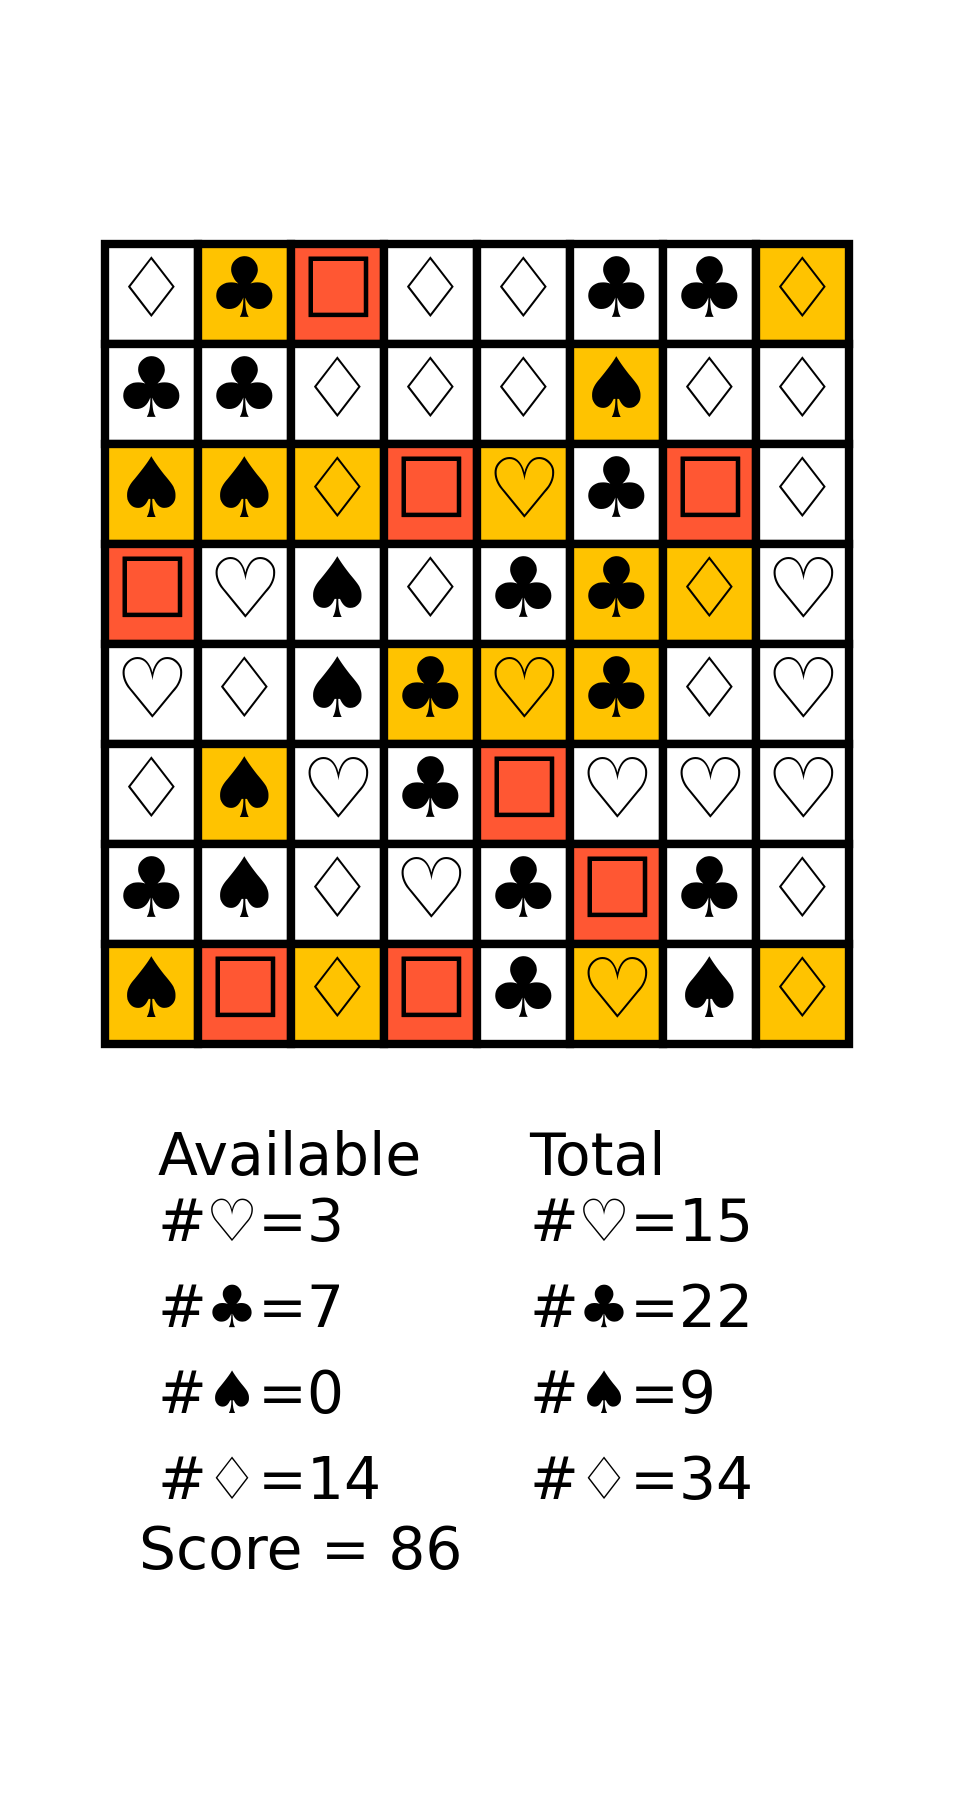 ♢ ♣ □ ♢ ♢ ♣ ♣ ♢
♣ ♣ ♢ ♢ ♢ ♠ ♢ ♢
♠ ♠ ♢ □ ♡ ♣ □ ♢
□ ♡ ♠ ♢ ♣ ♣ ♢ ♡
♡ ♢ ♠ ♣ ♡ ♣ ♢ ♡
♢ ♠ ♡ ♣ □ ♡ ♡ ♡
♣ ♠ ♢ ♡ ♣ □ ♣ ♢
♠ □ ♢ □ ♣ ♡ ♠ ♢
Available Total
#♡=3 #♡=15
#♣=7 #♣=22
#♠=0 #♠=9
#♢=14 #♢=34
Score = 86